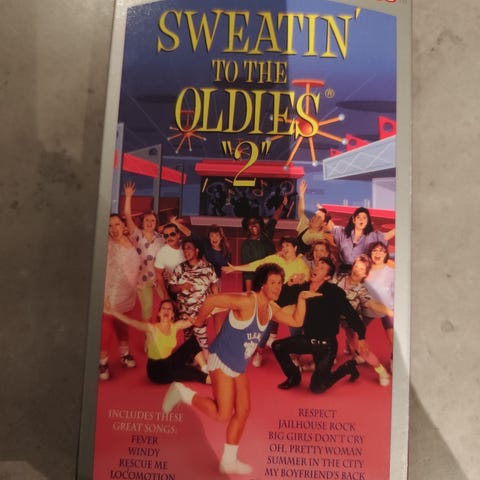 SWEATIN'
TO THE
OLDIES®
"2"
INCLUDES THESE
GREAT SONGS:
FEVER
WINDY
RESCUE ME
LOCOMOTION
RESPECT
JAILHOUSE ROCK
BIG GIRLS DON'T CRY
OH, PRETTY WOMAN
SUMMER IN THE CITY
MY BOYFRIEND'S BACK